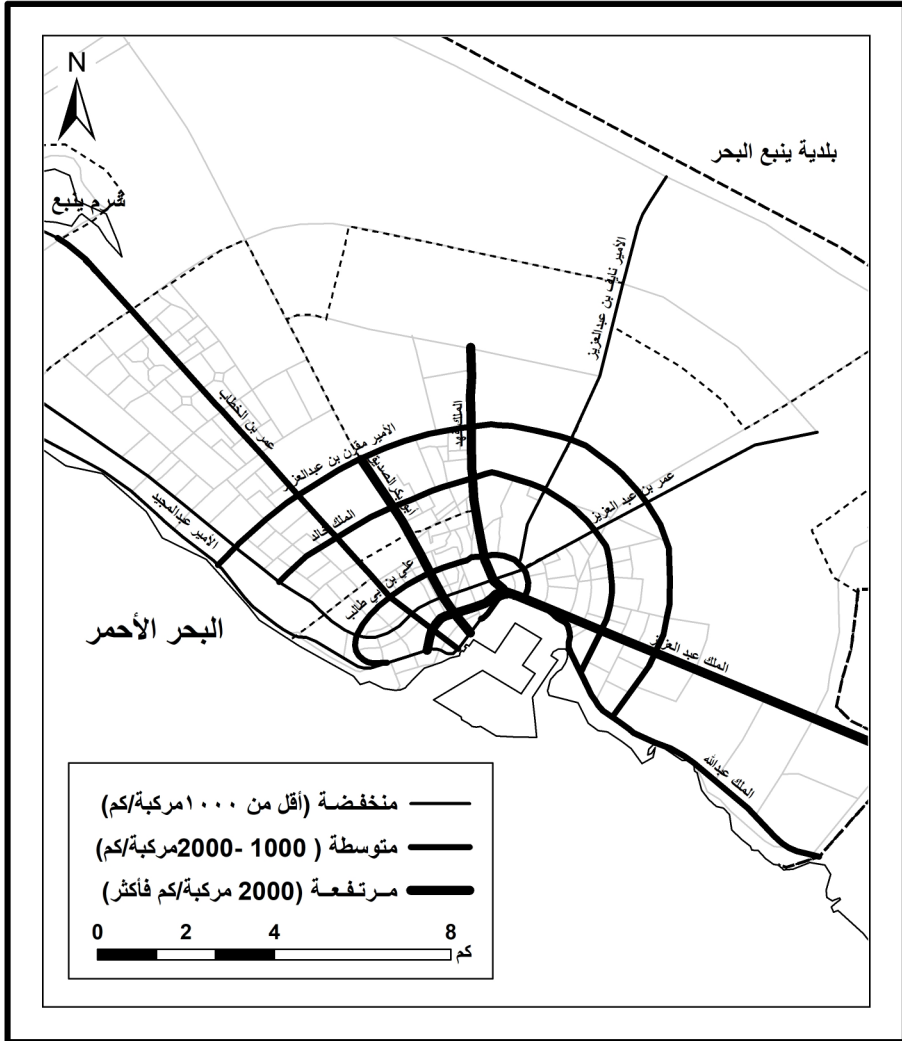 N
بلدية ينبع البحر
شرم ينبع
الأمير نايف بن عبدالعزيز
عمر بن الخطاب
الملك فهد
الأمير مقرن بن عبدالعزيز
ابو بكر الصديق
عمر بن عبد العزيز
الأمير عبدالمجيد
الملك خالد
علي بن أبي طالب
البحر الأحمر
الملك عبد العزيز
الملك عبدالله
منخفضة (أقل من ١٠٠٠مركبة/كم)
متوسطة ( 1000 -2000مركبة/كم)
مرتفعة (2000 مركبة/كم فأكثر)
0 2 4 8
كم